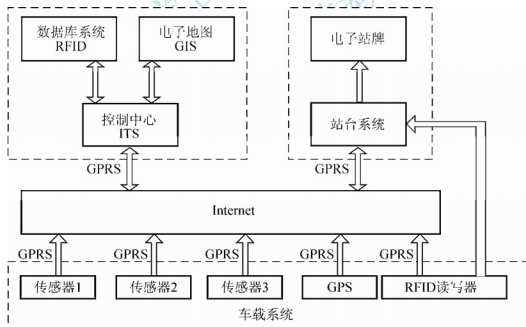 数据库系统
RFID
电子地图
GIS
电子站牌
控制中心
ITS
站台系统
GPRS
GPRS
Internet
GPRS
GPRS
GPRS
GPRS
GPRS
传感器1
传感器2
传感器3
GPS
RFID读写器
车载系统